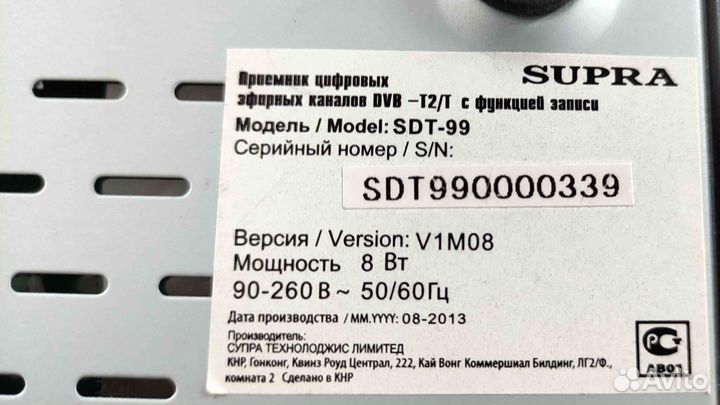 SUPRA
Приемник цифровых
эфирных каналов DVB -T2/T с функцией записи
Модель / Model: SDT-99
Серийный номер / S/N:
SDT990000339
Версия / Version: V1M08
Мощность 8 Вт
90-260 В ~ 50/60Гц
Дата производства / MM.YYYY: 08-2013
Производитель:
СУПРА ТЕХНОЛОДЖИС ЛИМИТЕД
КНР, Гонконг, Квинз Роуд Централ, 222, Кай Вонг Коммершиал Билдинг, ЛГ2/Ф.,
комната 2 Сделано в КНР
АВ01
Avito